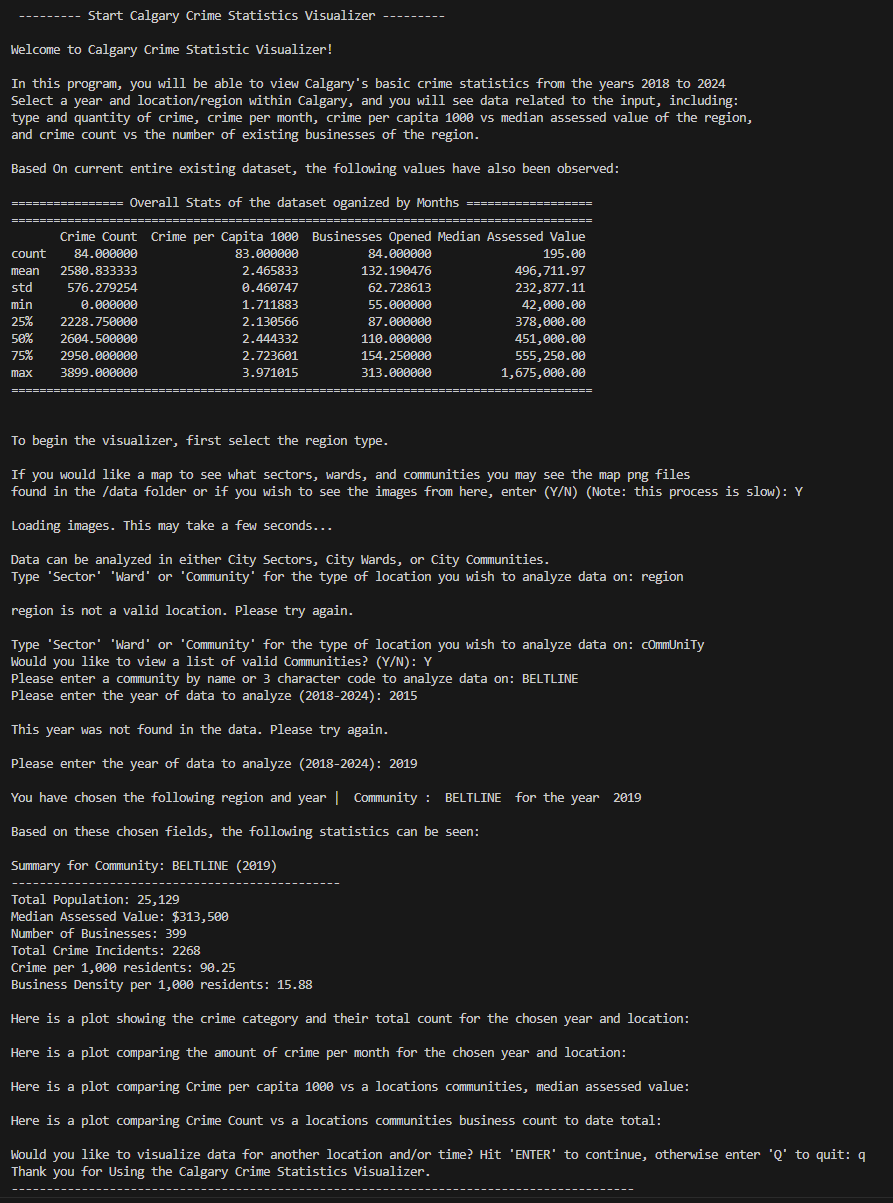 --------- Start Calgary Crime Statistics Visualizer ---------
Welcome to Calgary Crime Statistic Visualizer!
In this program, you will be able to view Calgary's basic crime statistics from the years 2018 to 2024
Select a year and location/region within Calgary, and you will see data related to the input, including:
type and quantity of crime, crime per month, crime per capita 1000 vs median assessed value of the region,
and crime count vs the number of existing businesses of the region.
Based On current entire existing dataset, the following values have also been observed:
================ Overall Stats of the dataset oganized by Months ==================
===================================================================================
Crime Count Crime per Capita 1000 Businesses Opened Median Assessed Value
count 84.000000 83.000000 84.000000 195.00
mean 2580.833333 2.465833 132.190476 496,711.97
std 576.279254 0.460747 62.728613 232,877.11
min 0.000000 1.711883 55.000000 42,000.00
25% 2228.750000 2.130566 87.000000 378,000.00
50% 2604.500000 2.444332 110.000000 451,000.00
75% 2950.000000 2.723601 154.250000 555,250.00
max 3899.000000 3.971015 313.000000 1,675,000.00
===================================================================================
To begin the visualizer, first select the region type.
If you would like a map to see what sectors, wards, and communities you may see the map png files
found in the /data folder or if you wish to see the images from here, enter (Y/N) (Note: this process is slow): Y
Loading images. This may take a few seconds...
Data can be analyzed in either City Sectors, City Wards, or City Communities.
Type 'Sector' 'Ward' or 'Community' for the type of location you wish to analyze data on: region
region is not a valid location. Please try again.
Type 'Sector' 'Ward' or 'Community' for the type of location you wish to analyze data on: cOmmUniTy
Would you like to view a list of valid Communities? (Y/N): Y
Please enter a community by name or 3 character code to analyze data on: BELTLINE
Please enter the year of data to analyze (2018-2024): 2015
This year was not found in the data. Please try again.
Please enter the year of data to analyze (2018-2024): 2019
You have chosen the following region and year |  Community :  BELTLINE  for the year  2019
Based on these chosen fields, the following statistics can be seen:
Summary for Community: BELTLINE (2019)
-----------------------------------------------
Total Population: 25,129
Median Assessed Value: $313,500
Number of Businesses: 399
Total Crime Incidents: 2268
Crime per 1,000 residents: 90.25
Business Density per 1,000 residents: 15.88
Here is a plot showing the crime category and their total count for the chosen year and location:
Here is a plot comparing the amount of crime per month for the chosen year and location:
Here is a plot comparing Crime per capita 1000 vs a locations communities, median assessed value:
Here is a plot comparing Crime Count vs a locations communities business count to date total:
Would you like to visualize data for another location and/or time? Hit 'ENTER' to continue, otherwise enter 'Q' to quit: q
Thank you for Using the Calgary Crime Statistics Visualizer.
-----------------------------------------------------------------------------------------